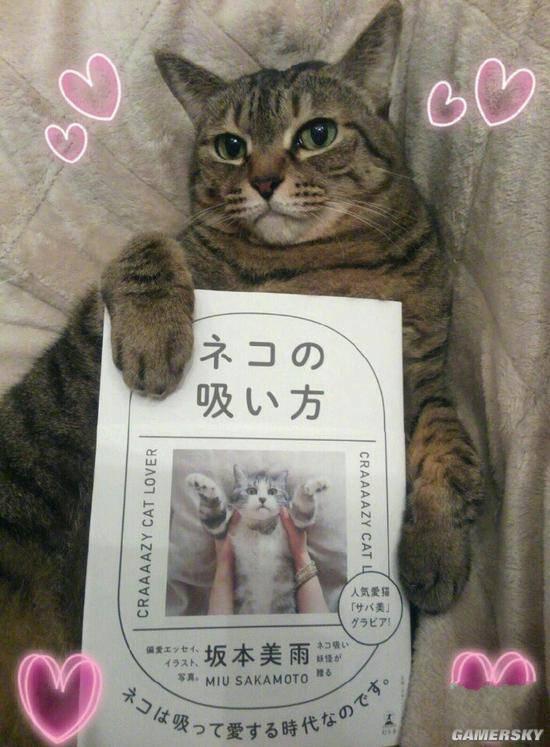 ネコの
吸い方
CRAAAAZY CAT LOVER
CRAAAAZY CAT L
人気愛猫
「サバ美」
グラビア!
偏愛エッセイ、
イラスト、
写真。
坂本美雨
MIU SAKAMOTO
ネコ吸い
妖怪が
贈る
ネコは吸って愛する時代なのです。
GAMERSKY